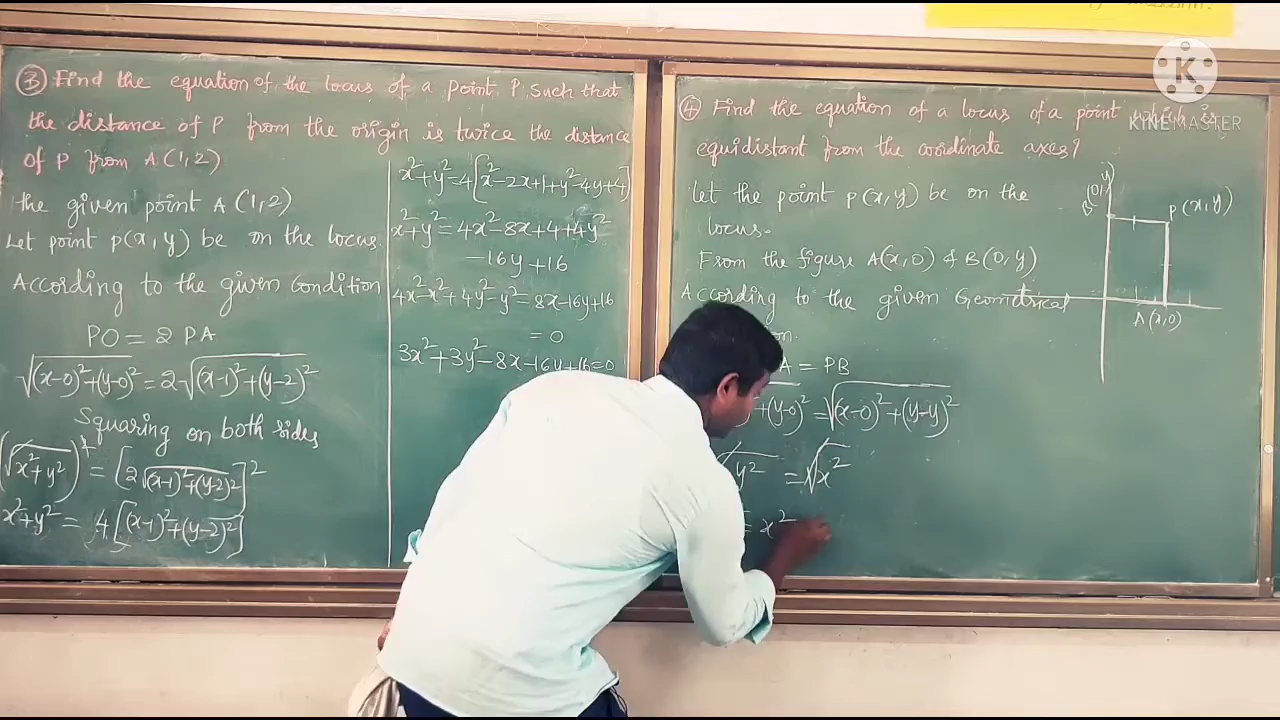 ③ Find the equation of the locus of a point P such that
the distance of P from the origin is twice the distance
of P from A(1,2)
the given point A (1,2)
Let point p(x,y) be on the locus.
According to the given Condition
PO = 2 PA
√(x-0)²+(y-0)² = 2√(x-1)²+(y-2)²
Squaring on both sides
(√x²+y²)² = [2√(x-1)²+(y-2)²]²
x²+y² = 4[(x-1)²+(y-2)²]
x²+y²=4[x²-2x+1+y²-4y+4]
x²+y²=4x²-8x+4+4y²
-16y+16
4x²-x²+4y²-y²=8x-16y+16
=0
3x²+3y²-8x-16y+16=0
④ Find the equation of a locus of a point which is
equidistant from the coordinate axes?
let the point p(x,y) be on the
locus.
From the figure A(x,0) & B(0,y)
According to the given Geometrical
A = PB
+(y-0)² = √(x-0)²+(y-y)²
y² = √x²
= x²
B
(0,y)
P(x,y)
A(x,0)
K
KINEMASTER